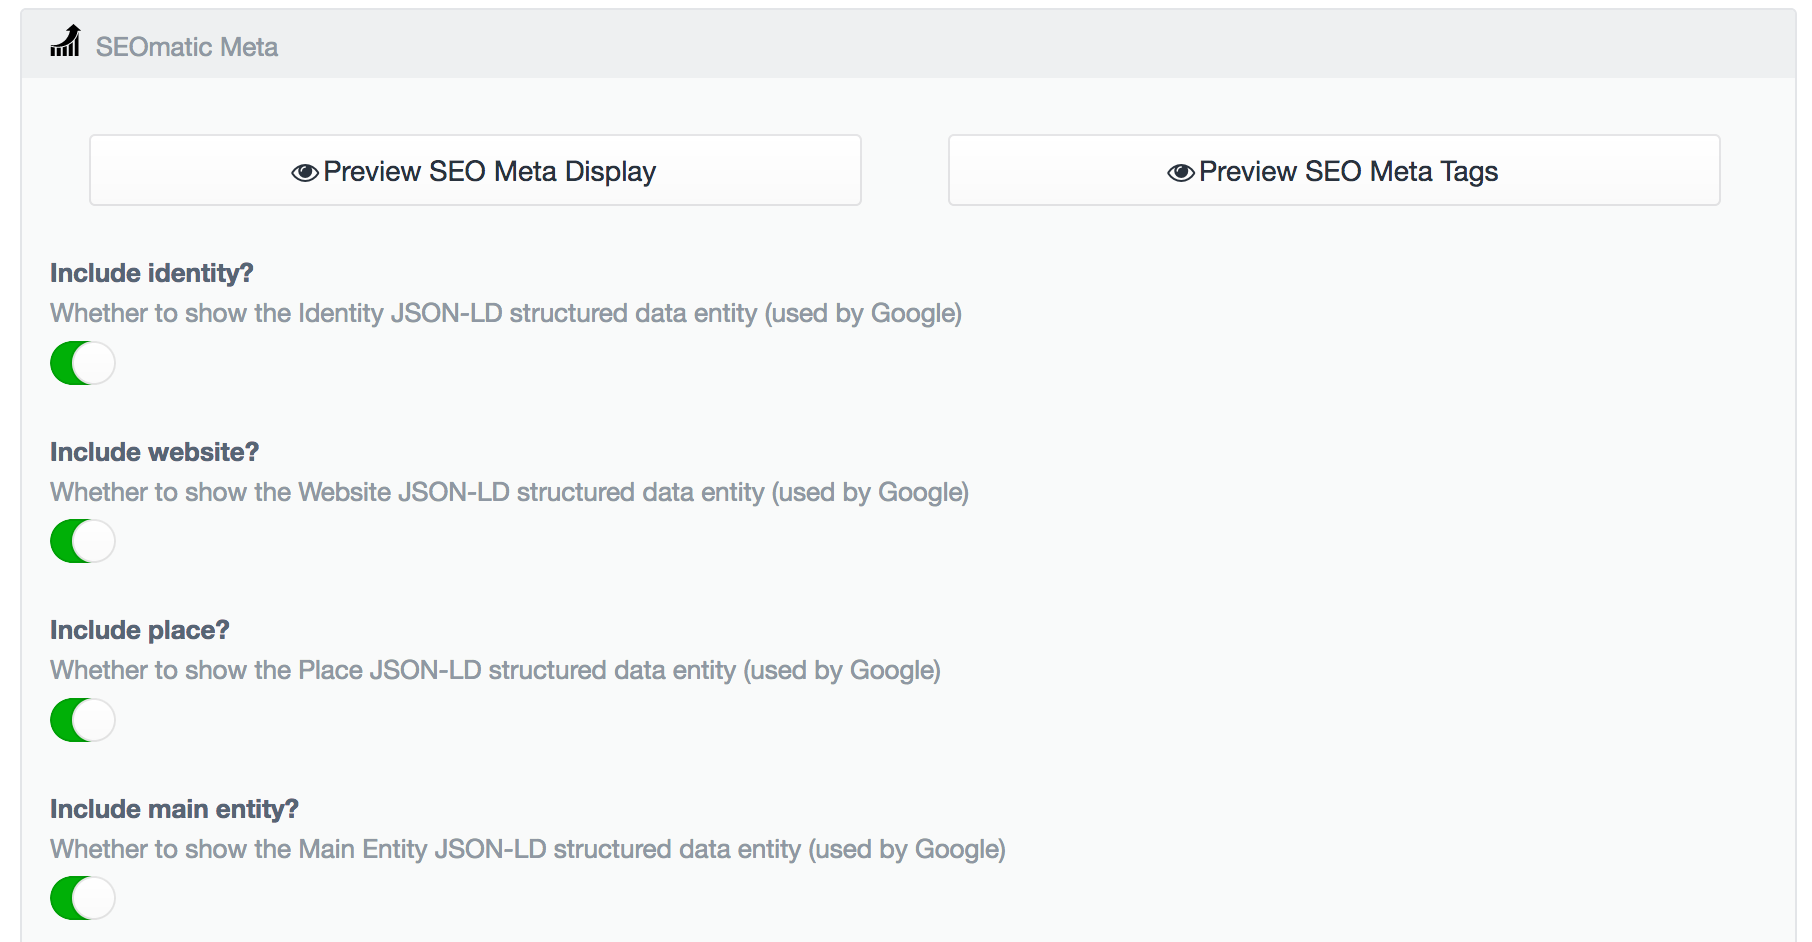 SEOmatic Meta
Preview SEO Meta Display
Preview SEO Meta Tags
Include identity?
Whether to show the Identity JSON-LD structured data entity (used by Google)
Include website?
Whether to show the Website JSON-LD structured data entity (used by Google)
Include place?
Whether to show the Place JSON-LD structured data entity (used by Google)
Include main entity?
Whether to show the Main Entity JSON-LD structured data entity (used by Google)